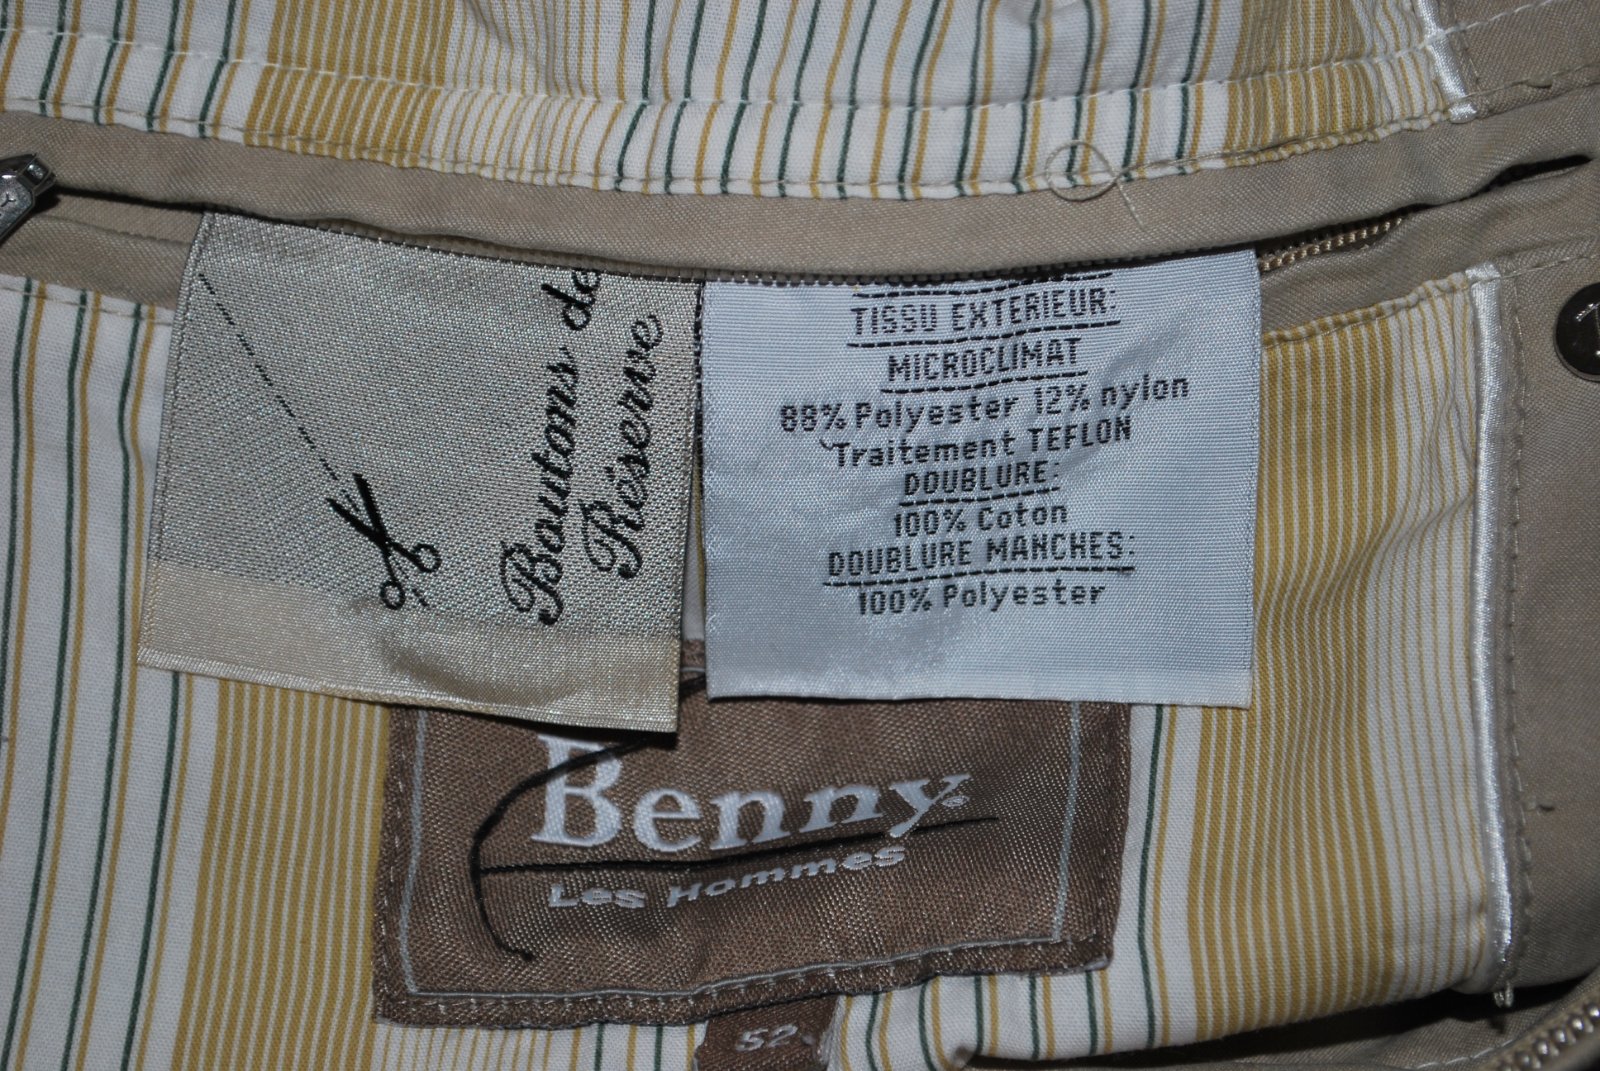 Boutons de
Réserve
TISSU EXTERIEUR:
MICROCLIMAT
88% Polyester 12% nylon
Traitement TEFLON
DOUBLURE:
100% Coton
DOUBLURE MANCHES:
100% Polyester
Benny
Les Hommes
52